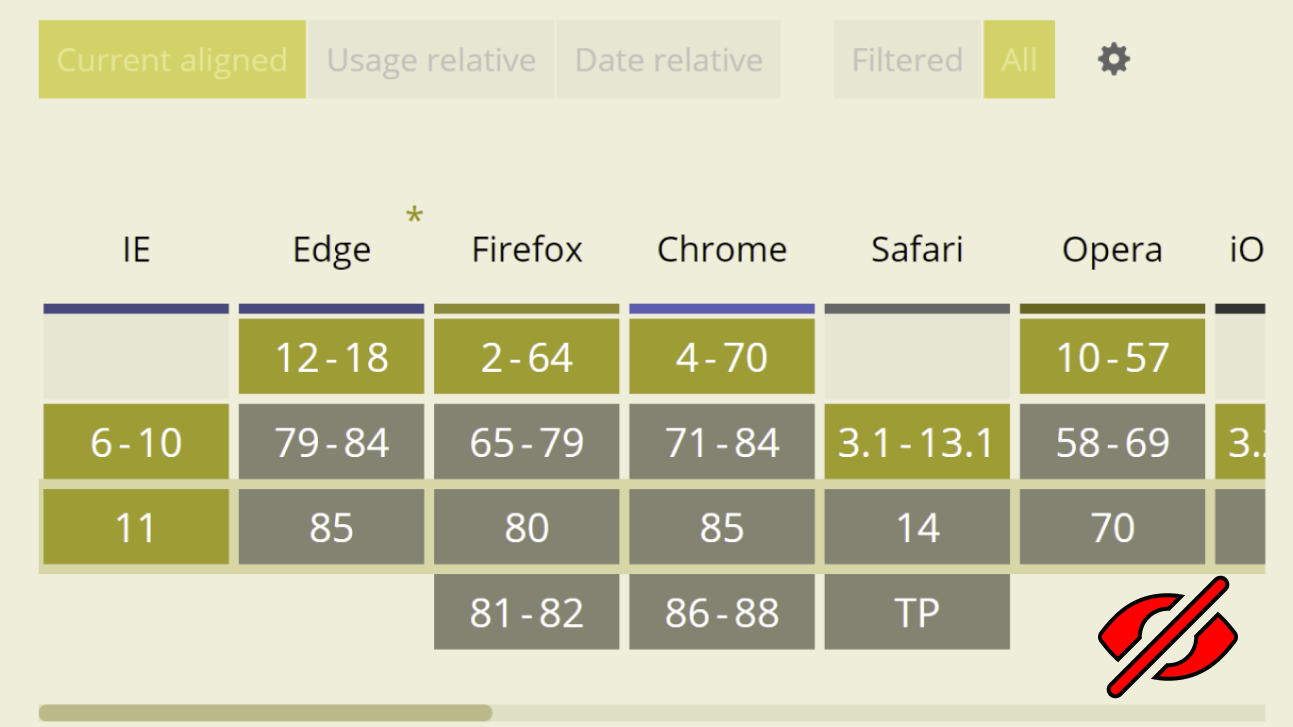 Current aligned Usage relative Date relative Filtered All
*
IE Edge Firefox Chrome Safari Opera iO
12-18 2-64 4-70 10-57
6-10 79-84 65-79 71-84 3.1-13.1 58-69 3.
11 85 80 85 14 70
81-82 86-88 TP